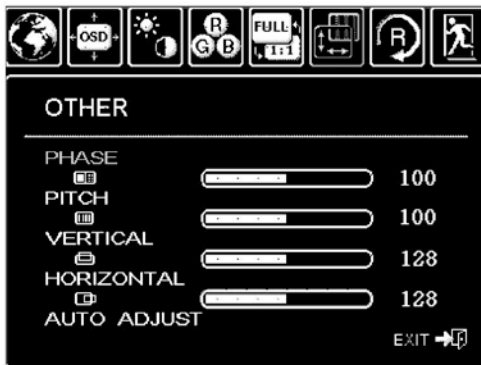 OSD
R
G B
FULL
1:1
R
OTHER
PHASE
100
PITCH
100
VERTICAL
128
HORIZONTAL
128
AUTO ADJUST
EXIT